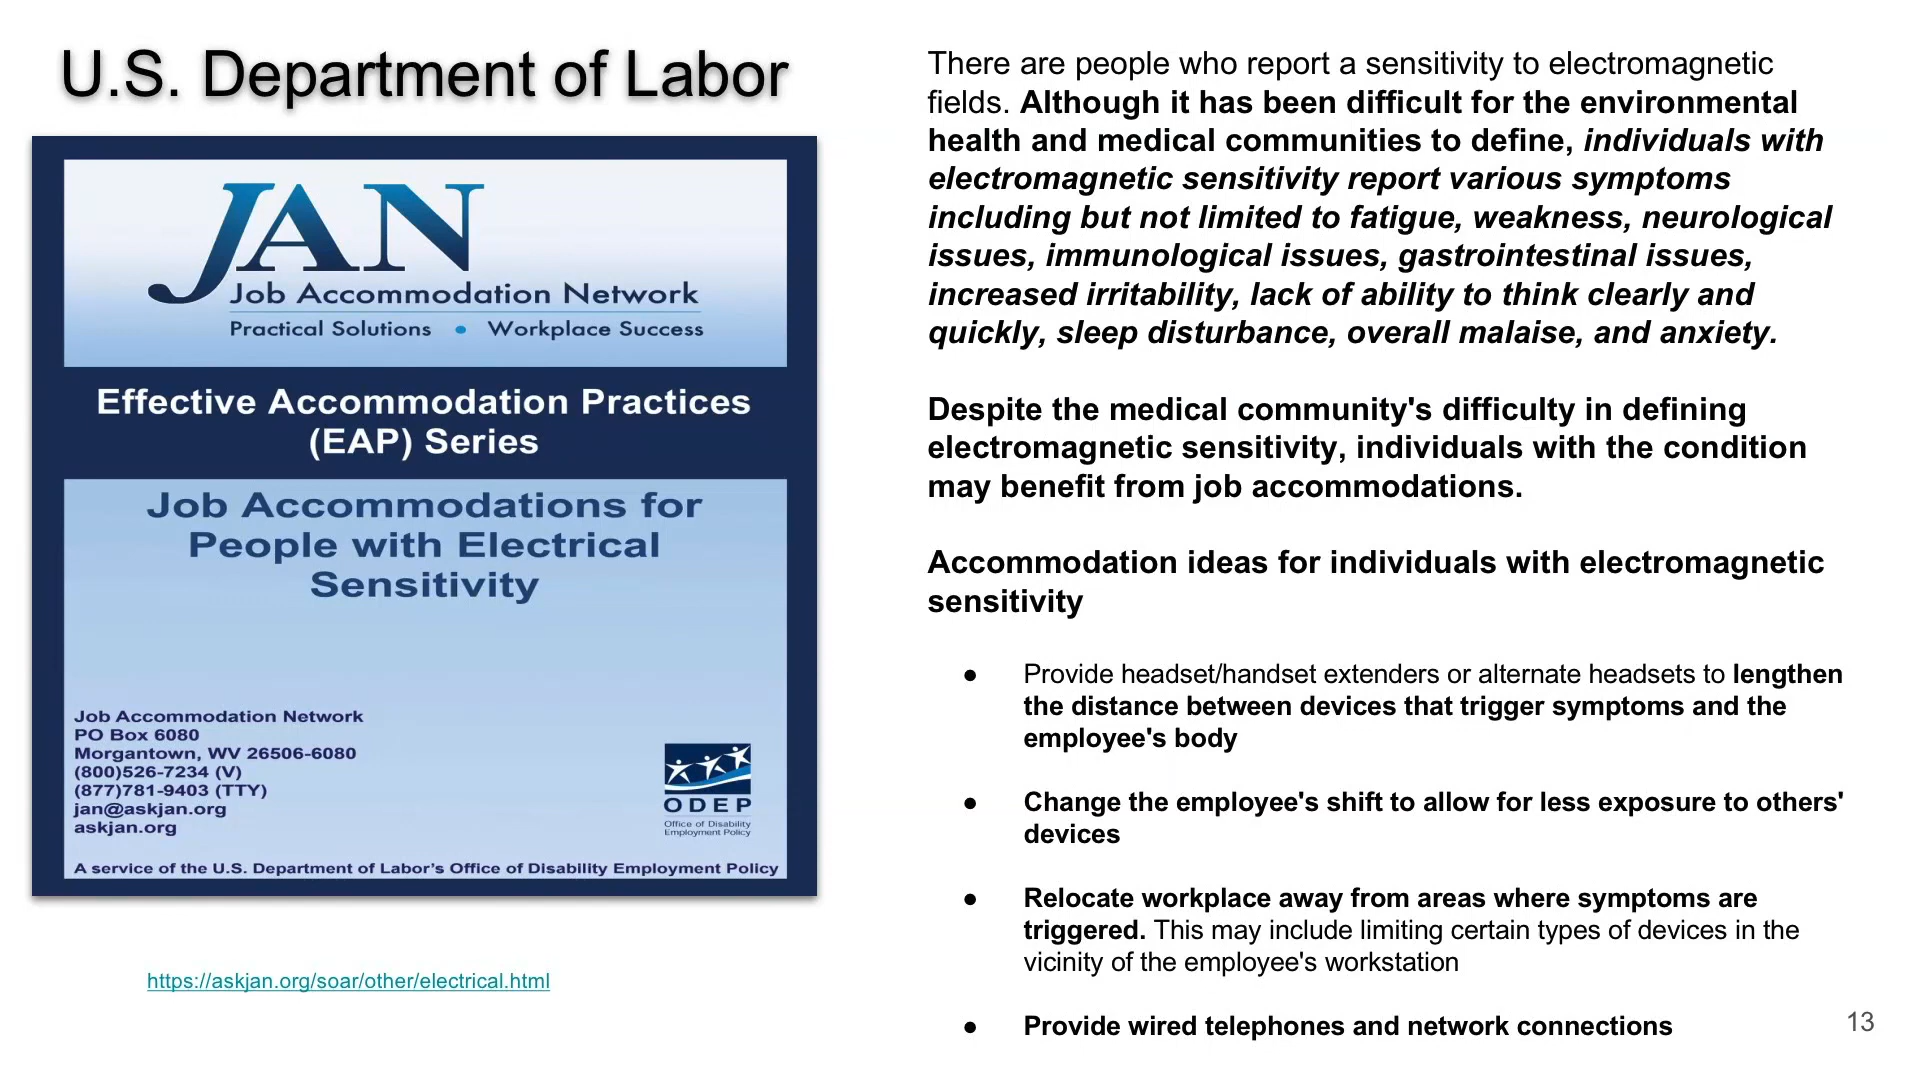 U.S. Department of Labor
JAN
Job Accommodation Network
Practical Solutions • Workplace Success
Effective Accommodation Practices
(EAP) Series
Job Accommodations for
People with Electrical
Sensitivity
Job Accommodation Network
PO Box 6080
Morgantown, WV 26506-6080
(800)526-7234 (V)
(877)781-9403 (TTY)
jan@askjan.org
askjan.org
ODEP
Office of Disability
Employment Policy
A service of the U.S. Department of Labor's Office of Disability Employment Policy
https://askjan.org/soar/other/electrical.html
There are people who report a sensitivity to electromagnetic
fields. Although it has been difficult for the environmental
health and medical communities to define, individuals with
electromagnetic sensitivity report various symptoms
including but not limited to fatigue, weakness, neurological
issues, immunological issues, gastrointestinal issues,
increased irritability, lack of ability to think clearly and
quickly, sleep disturbance, overall malaise, and anxiety.
Despite the medical community's difficulty in defining
electromagnetic sensitivity, individuals with the condition
may benefit from job accommodations.
Accommodation ideas for individuals with electromagnetic
sensitivity
● Provide headset/handset extenders or alternate headsets to lengthen
the distance between devices that trigger symptoms and the
employee's body
● Change the employee's shift to allow for less exposure to others'
devices
● Relocate workplace away from areas where symptoms are
triggered. This may include limiting certain types of devices in the
vicinity of the employee's workstation
● Provide wired telephones and network connections
13